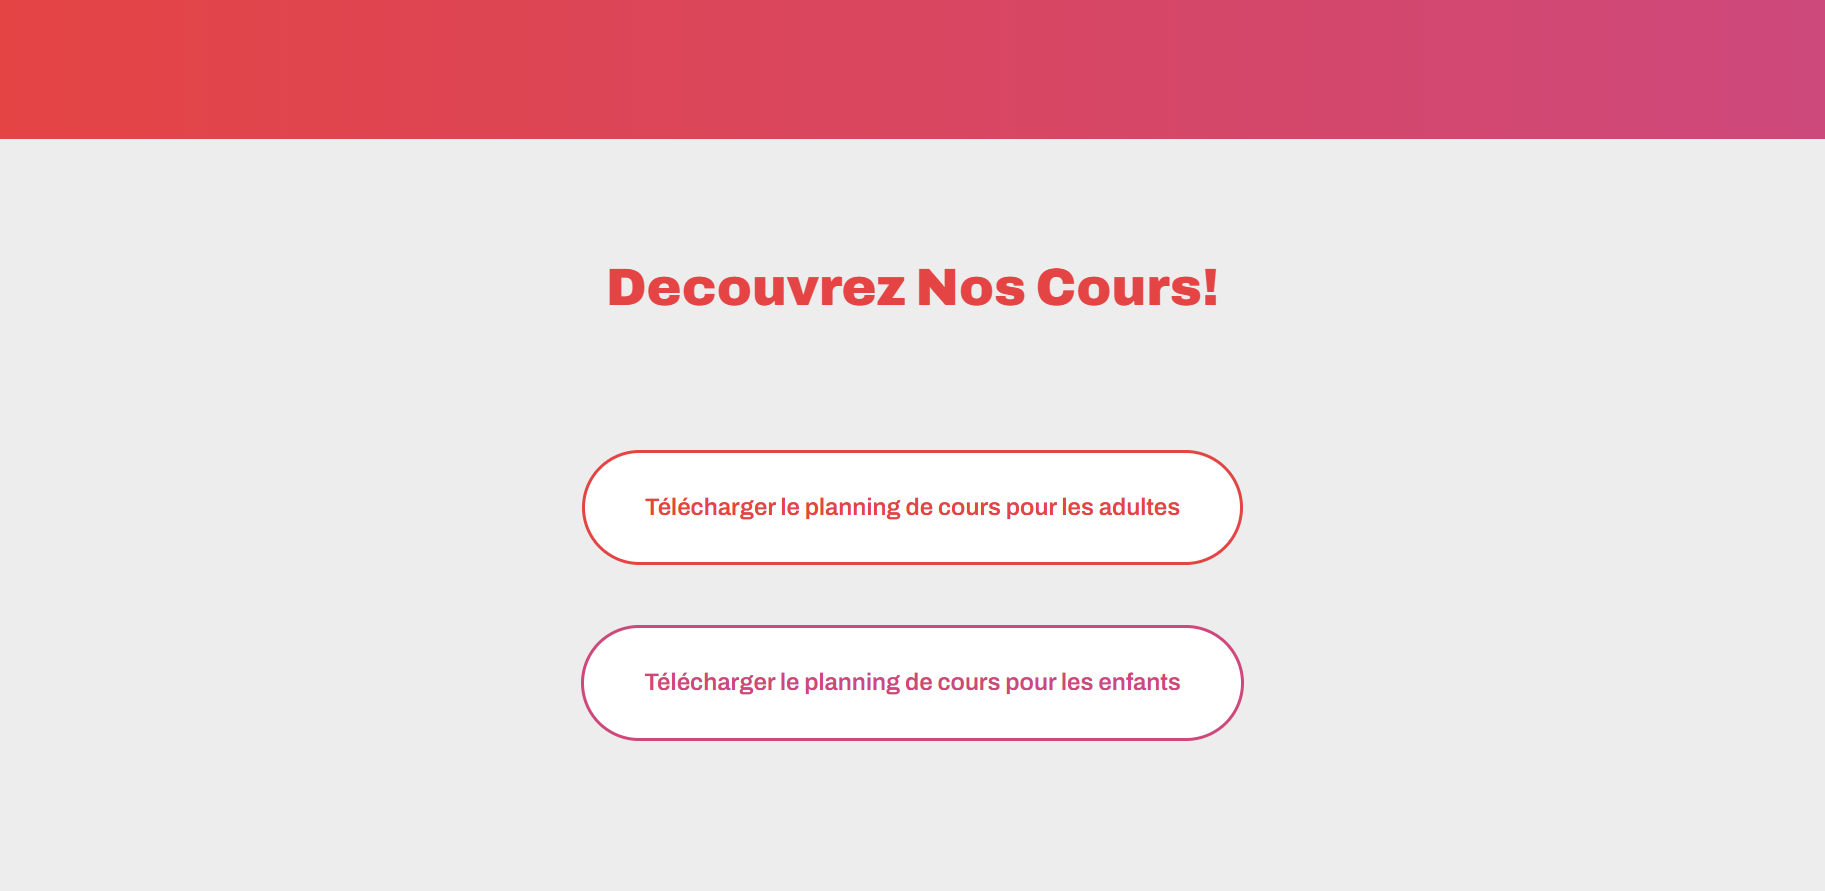 Decouvrez Nos Cours!
Télécharger le planning de cours pour les adultes
Télécharger le planning de cours pour les enfants